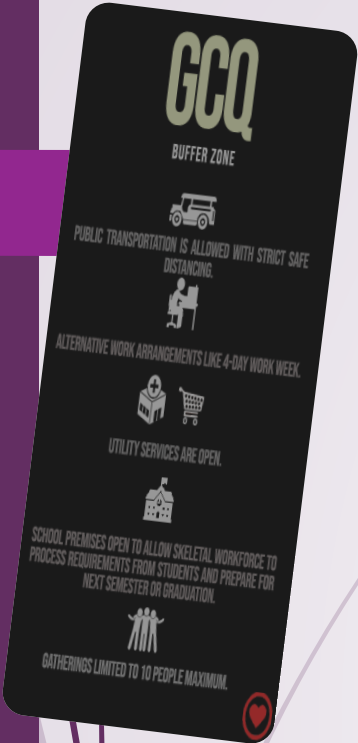 GCQ
BUFFER ZONE
PUBLIC TRANSPORTATION IS ALLOWED WITH STRICT SAFE
DISTANCING.
ALTERNATIVE WORK ARRANGEMENTS LIKE 4-DAY WORK WEEK.
UTILITY SERVICES ARE OPEN.
SCHOOL PREMISES OPEN TO ALLOW SKELETAL WORKFORCE TO
PROCESS REQUIREMENTS FROM STUDENTS AND PREPARE FOR
NEXT SEMESTER OR GRADUATION.
GATHERINGS LIMITED TO 10 PEOPLE MAXIMUM.